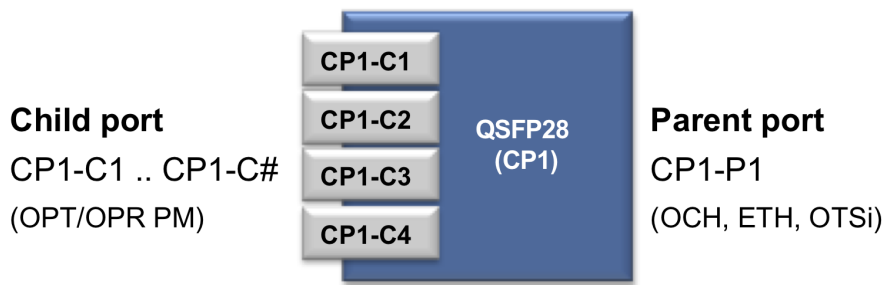 Child port
CP1-C1 .. CP1-C#
(OPT/OPR PM)
CP1-C1
CP1-C2
CP1-C3
CP1-C4
QSFP28
(CP1)
Parent port
CP1-P1
(OCH, ETH, OTSi)